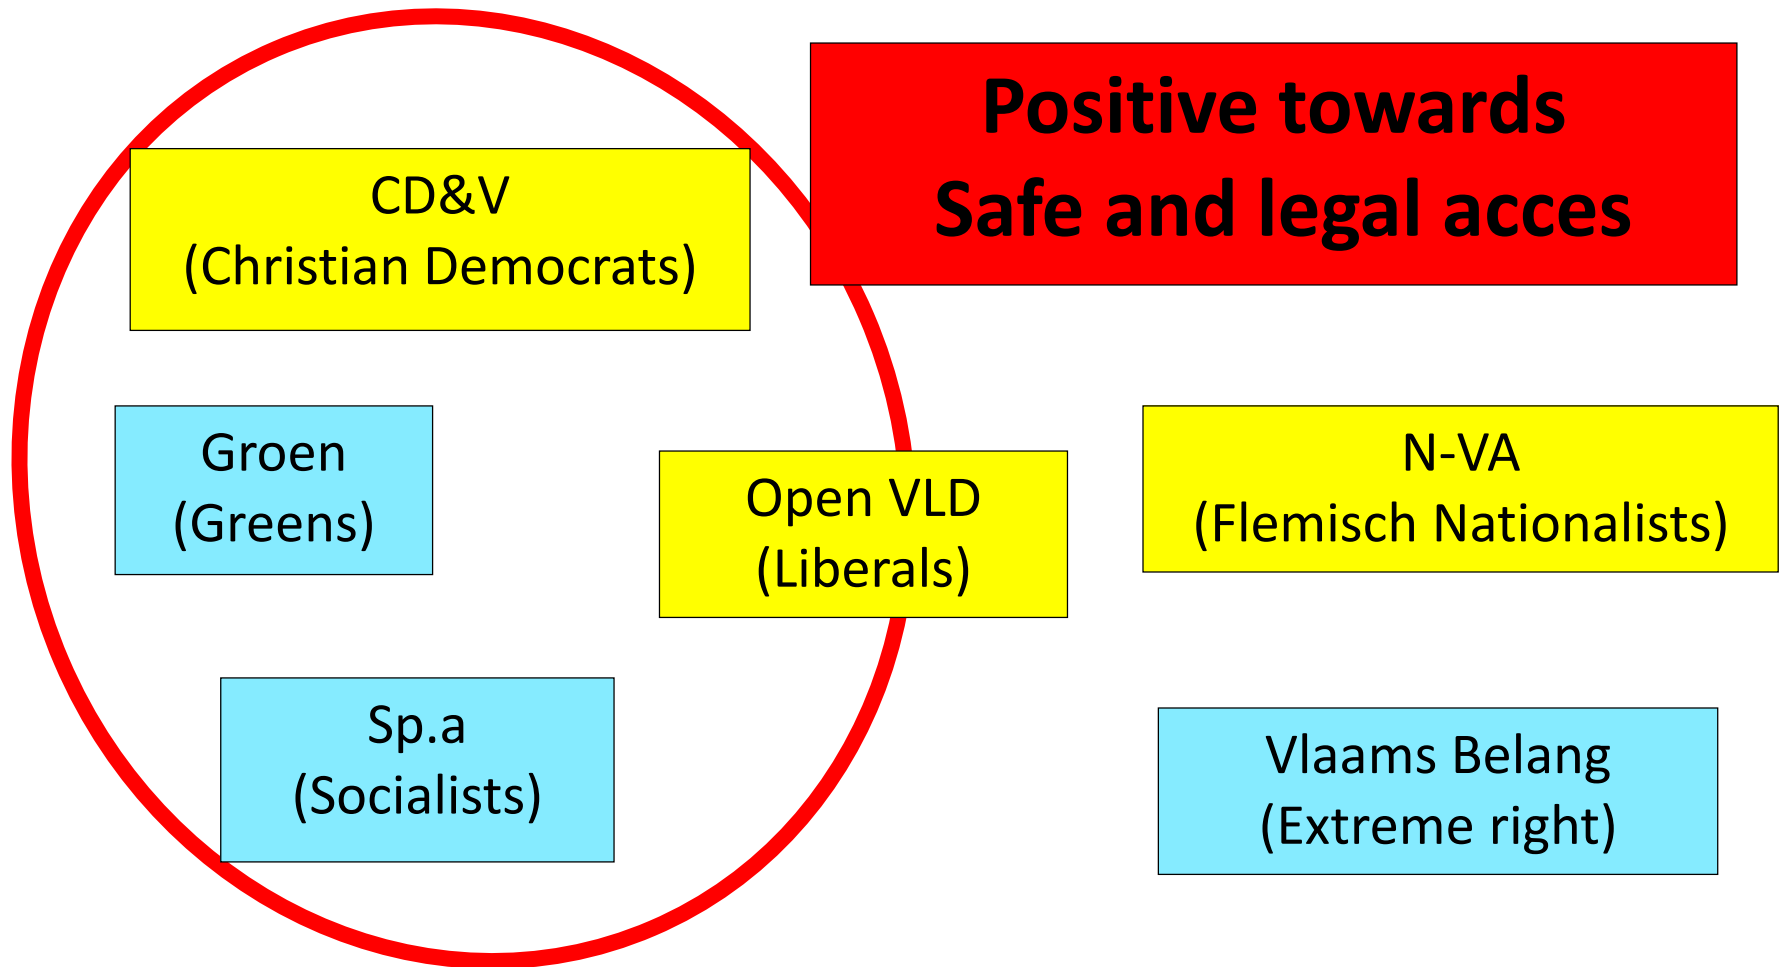 Positive towards
Safe and legal acces
CD&V
(Christian Democrats)
Groen
(Greens)
Open VLD
(Liberals)
N-VA
(Flemisch Nationalists)
Sp.a
(Socialists)
Vlaams Belang
(Extreme right)